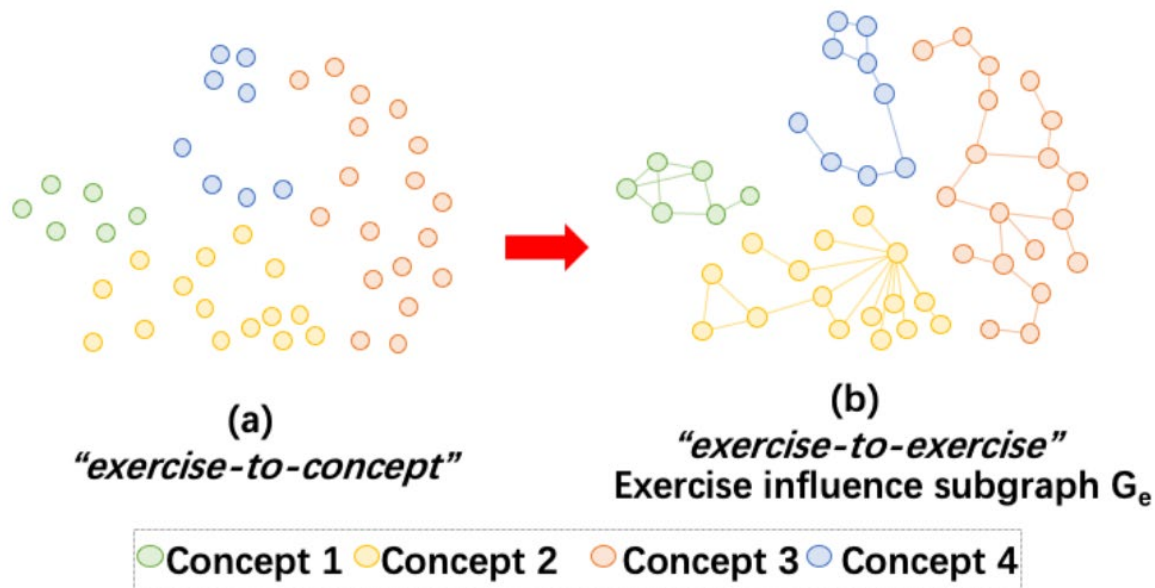 (a)
"exercise-to-concept"
(b)
"exercise-to-exercise"
Exercise influence subgraph Ge
Concept 1 Concept 2 Concept 3 Concept 4